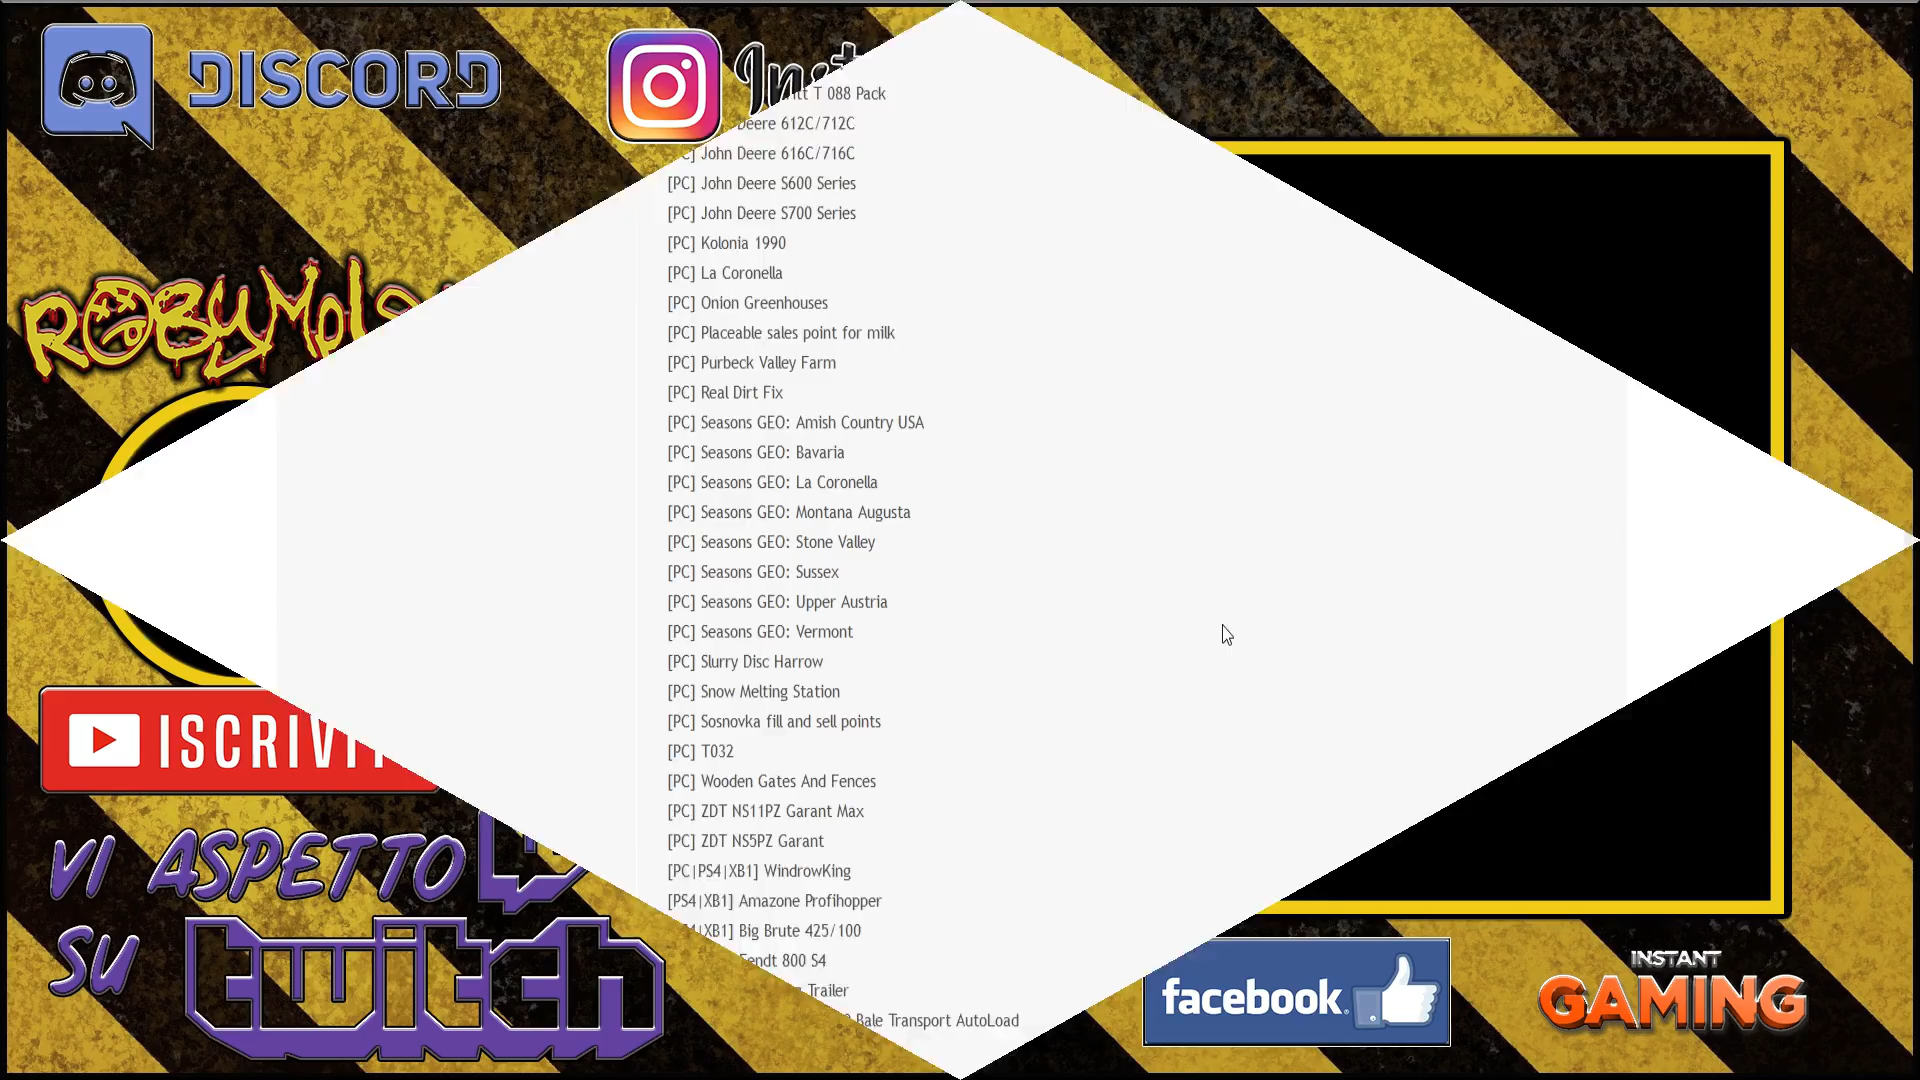 DISCORD
T 088 Pack
Deere 612C/712C
John Deere 616C/716C
[PC] John Deere S600 Series
[PC] John Deere S700 Series
[PC] Kolonia 1990
[PC] La Coronella
[PC] Onion Greenhouses
[PC] Placeable sales point for milk
[PC] Purbeck Valley Farm
[PC] Real Dirt Fix
[PC] Seasons GEO: Amish Country USA
[PC] Seasons GEO: Bavaria
[PC] Seasons GEO: La Coronella
[PC] Seasons GEO: Montana Augusta
[PC] Seasons GEO: Stone Valley
[PC] Seasons GEO: Sussex
[PC] Seasons GEO: Upper Austria
[PC] Seasons GEO: Vermont
[PC] Slurry Disc Harrow
[PC] Snow Melting Station
[PC] Sosnovka fill and sell points
[PC] T032
[PC] Wooden Gates And Fences
[PC] ZDT NS11PZ Garant Max
[PC] ZDT NS5PZ Garant
[PC|PS4|XB1] WindrowKing
[PS4|XB1] Amazone Profihopper
XB1] Big Brute 425/100
Fendt 800 S4
Trailer
Bale Transport AutoLoad
VI ASPETTO
SU
twitch
facebook.
INSTANT
GAMING